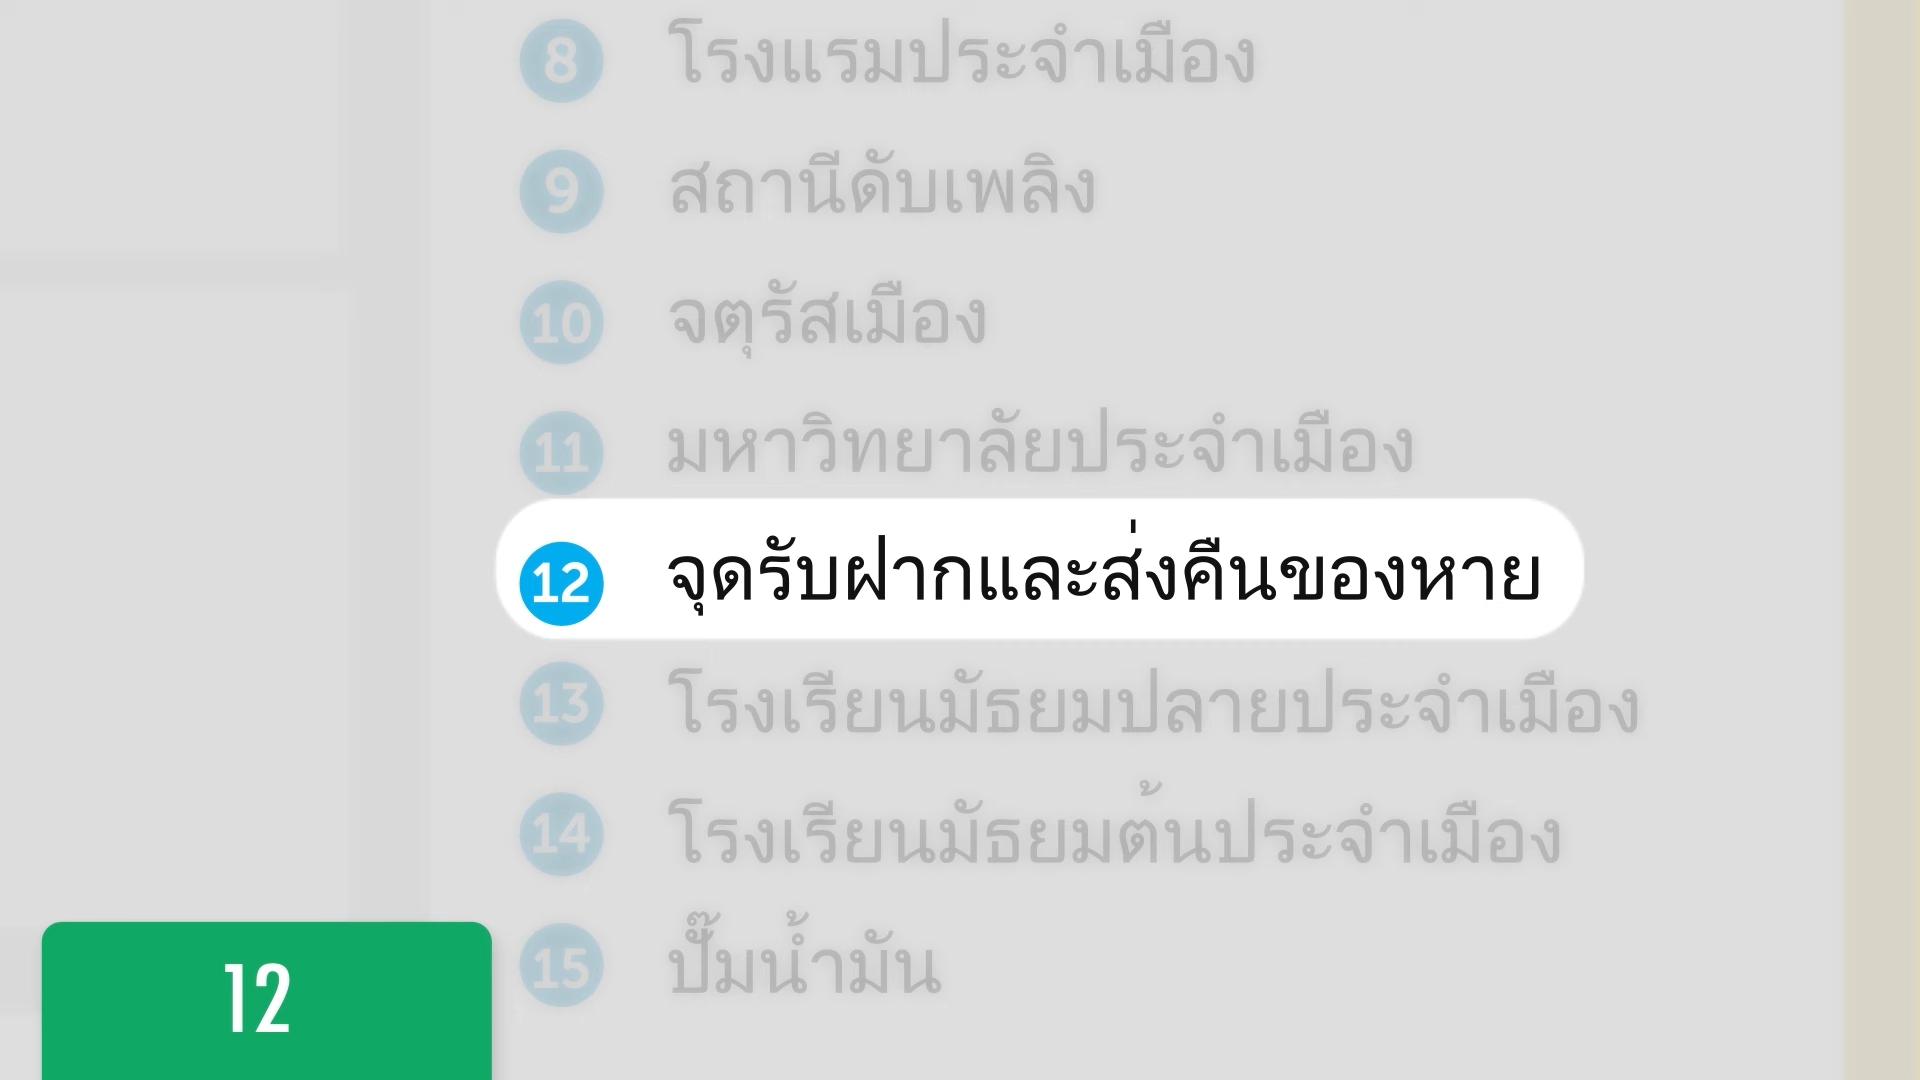 8 โรงแรมประจำเมือง
9 สถานีดับเพลิง
10 จตุรัสเมือง
11 มหาวิทยาลัยประจำเมือง
12 จุดรับฝากและส่งคืนของหาย
13 โรงเรียนมัธยมปลายประจำเมือง
14 โรงเรียนมัธยมต้นประจำเมือง
15 ปั๊มน้ำมัน
12